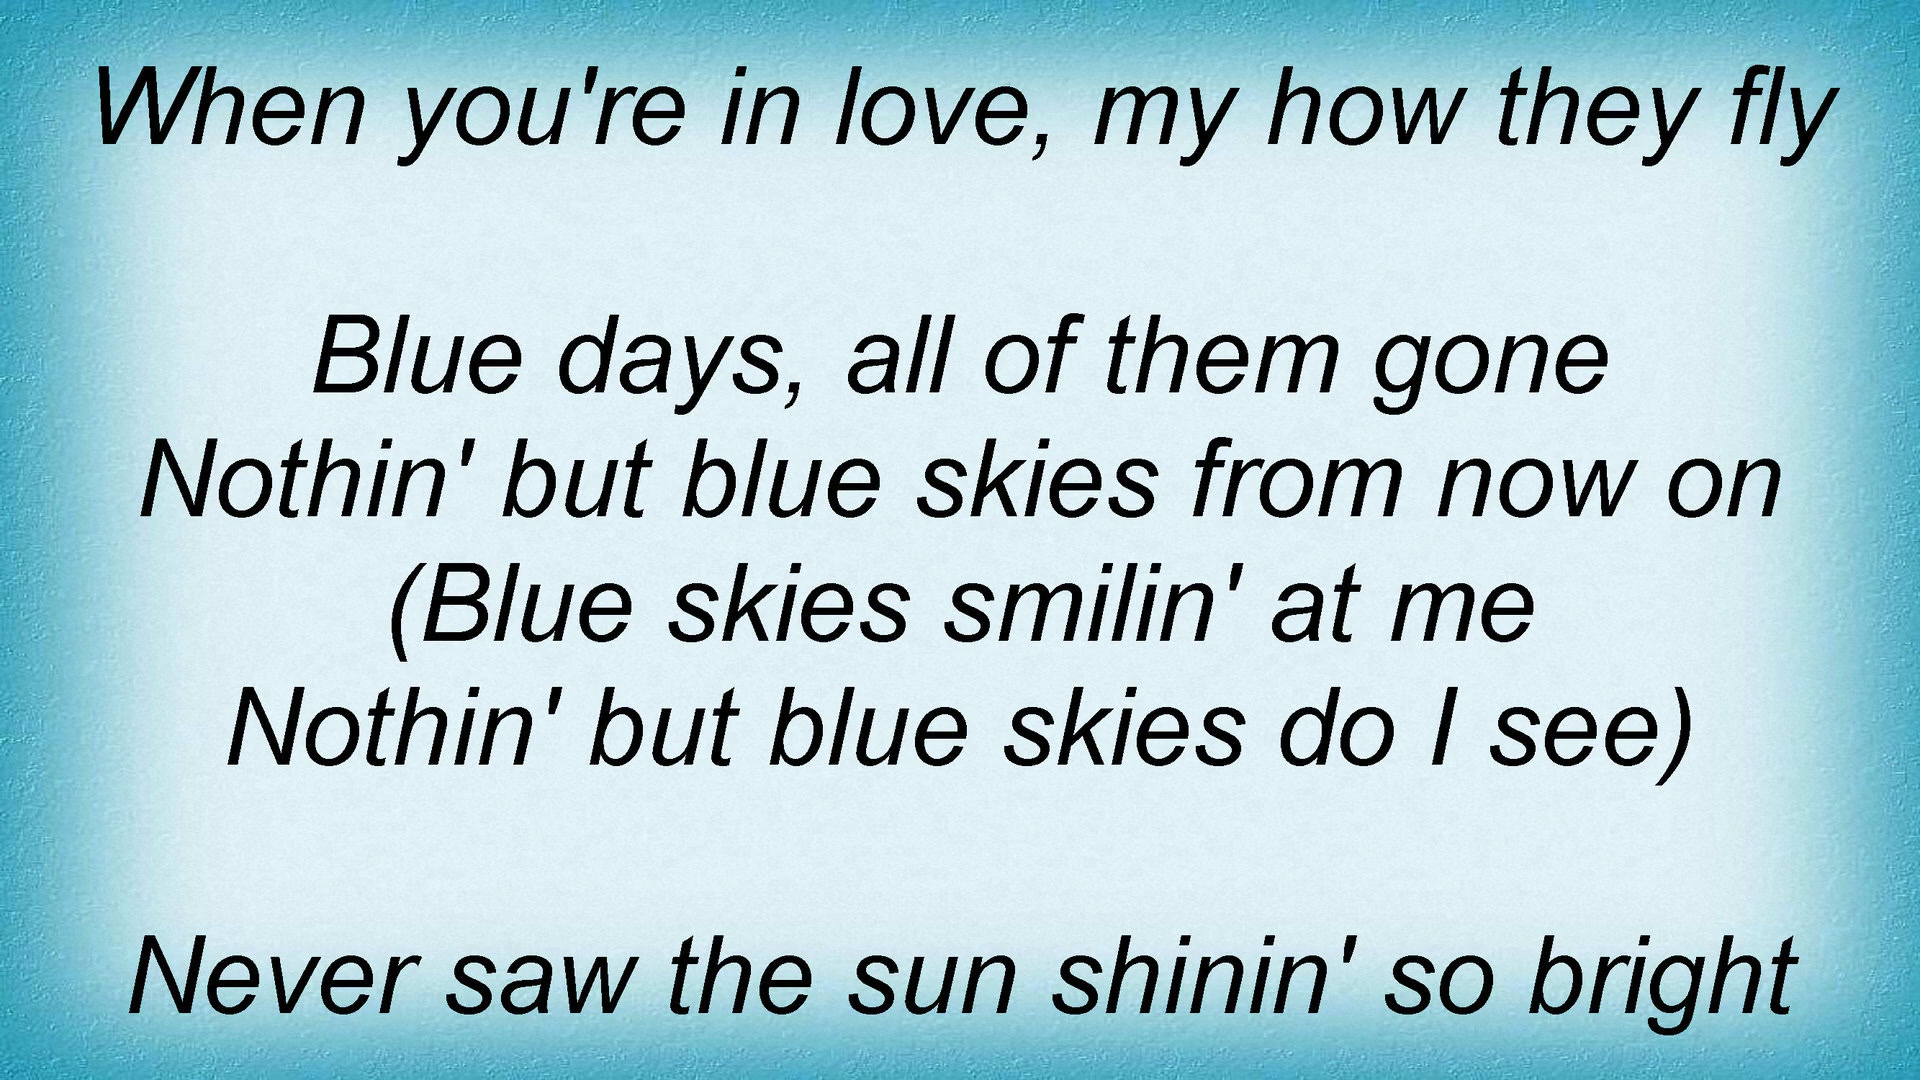 When you're in love, my how they fly
Blue days, all of them gone
Nothin' but blue skies from now on
(Blue skies smilin' at me
Nothin' but blue skies do I see)
Never saw the sun shinin' so bright